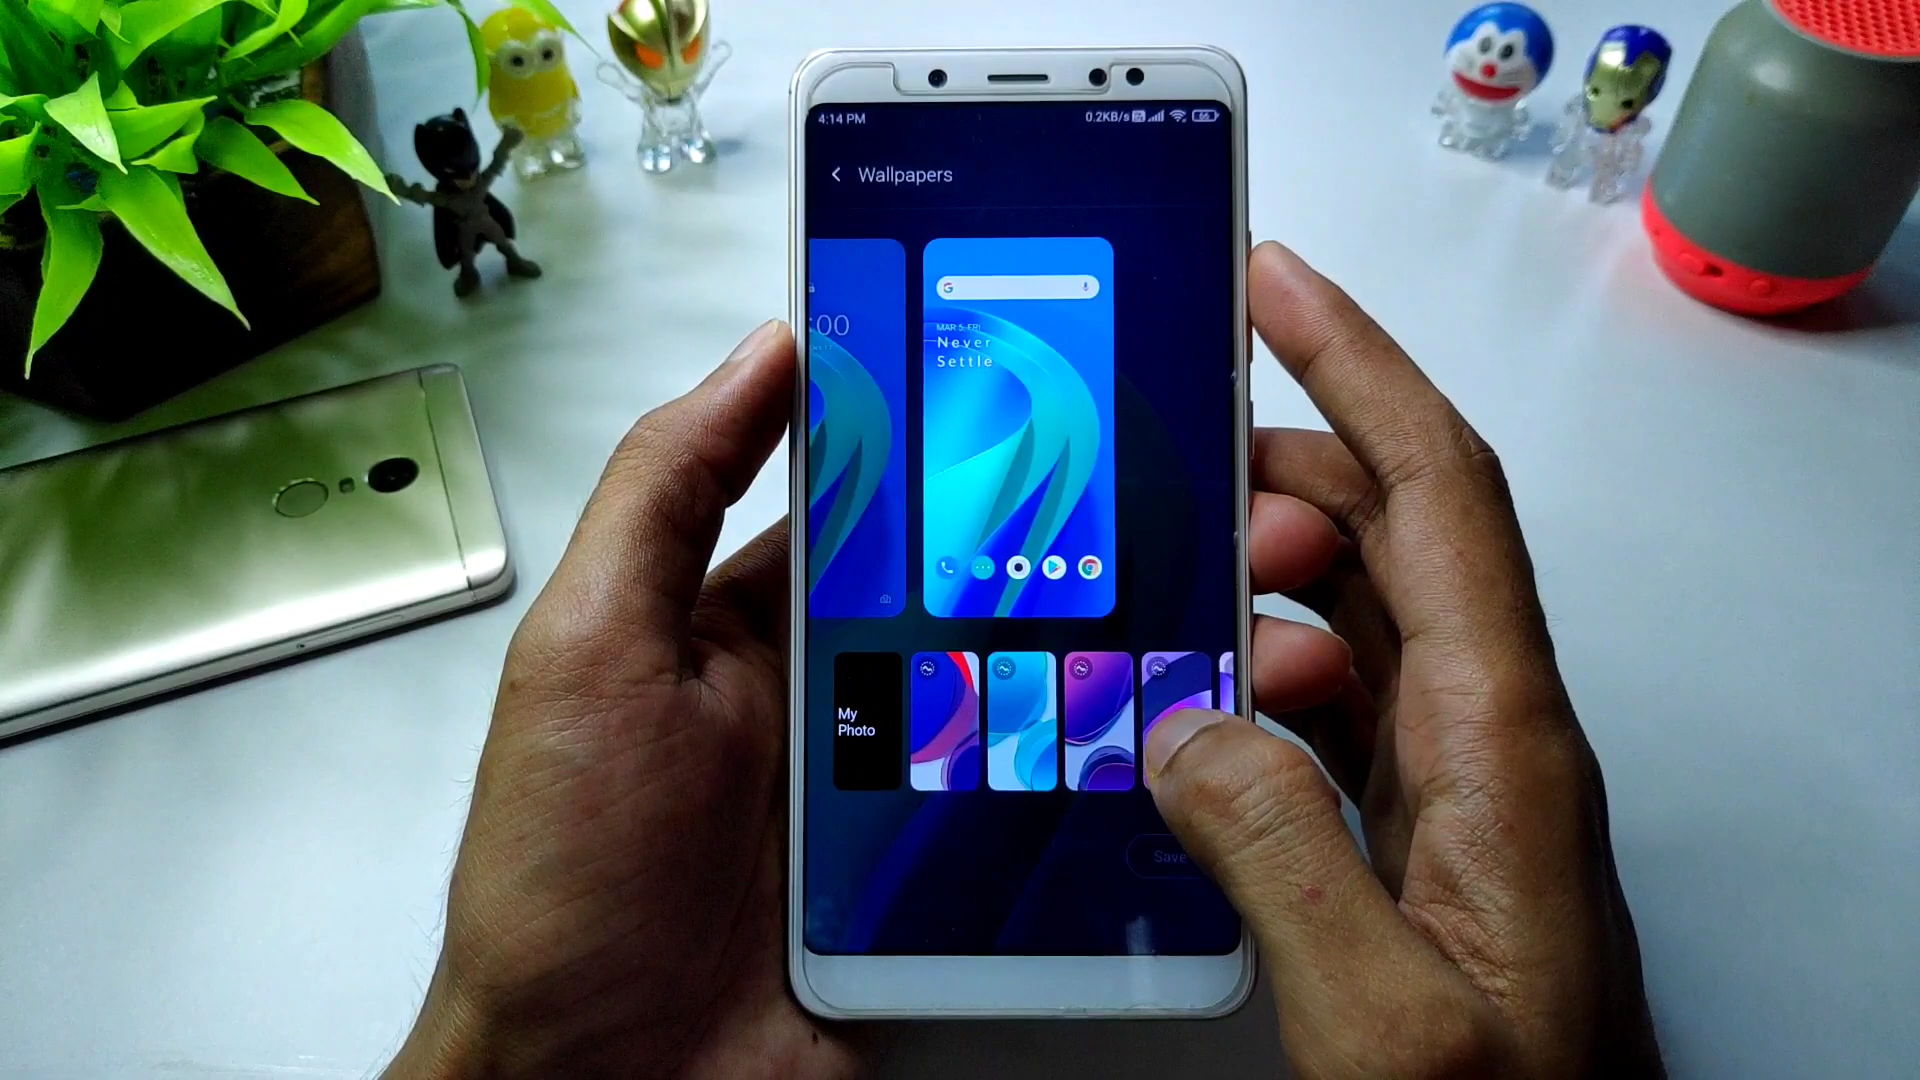 4:14 PM
0.2KB/s
Wallpapers
:00
MAR 5, FRI
Never
Settle
My
Photo
Save